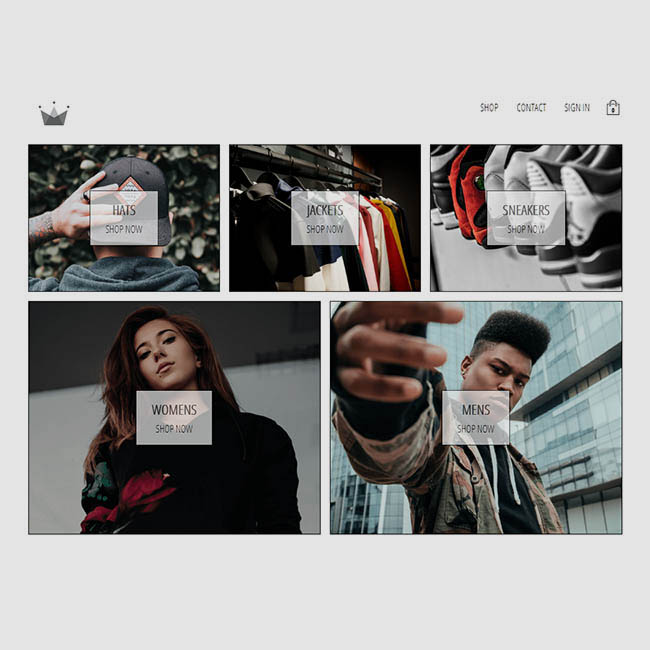 SHOP
CONTACT
SIGN IN
0
HATS
SHOP NOW
JACKETS
SHOP NOW
SNEAKERS
SHOP NOW
WOMENS
SHOP NOW
MENS
SHOP NOW